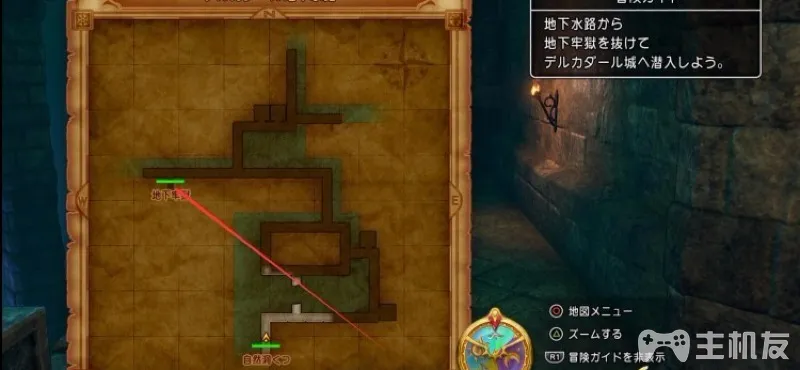 冒険ガイド
地下水路から
地下牢獄を抜けて
デルカダール城へ潜入しよう。
N
W
E
地下牢獄
自然洞くつ
地図メニュー
ズームする
R1 冒険ガイドを非表示
主机友